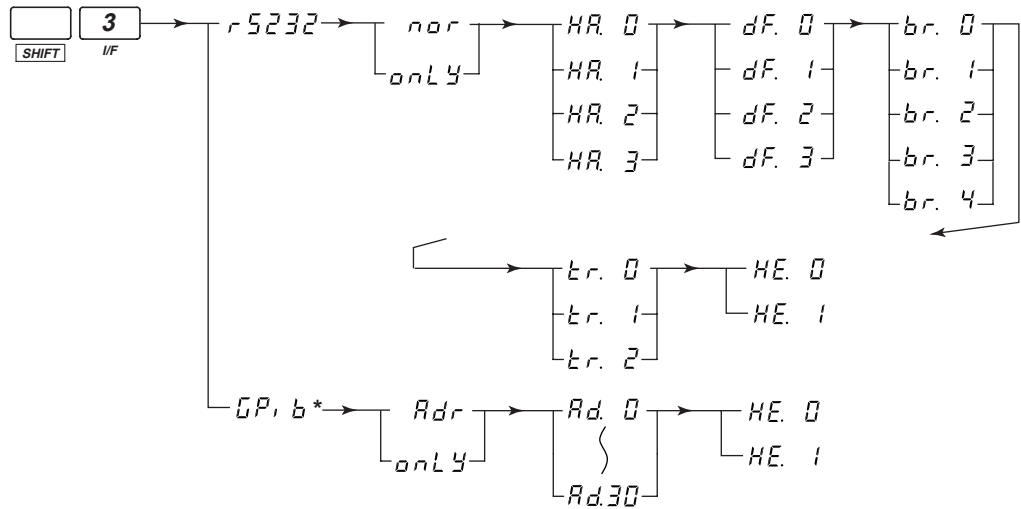 3 rS232 nor HA. 0 dF. 0 br. 0
SHIFT I/F onLY HA. 1 dF. 1 br. 1
HA. 2 dF. 2 br. 2
HA. 3 dF. 3 br. 3
br. 4
tr. 0 HE. 0
tr. 1 HE. 1
tr. 2
GPib* Adr Ad. 0 HE. 0
onLY HE. 1
Ad.30